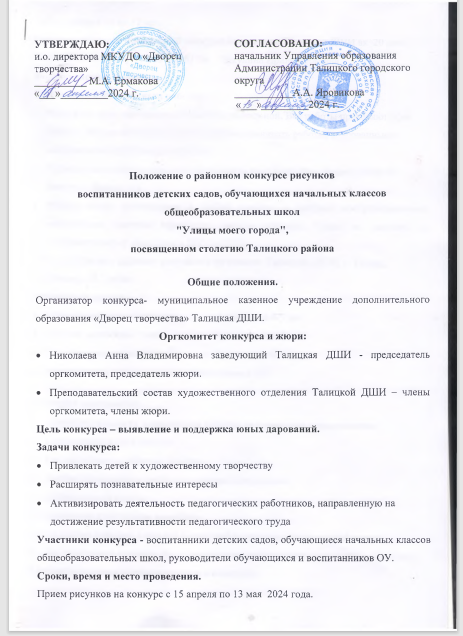 УТВЕРЖДАЮ:
и.о. директора МКУДО «Дворец
творчества»
М.А. Ермакова
« » апреля 2024 г.
СОГЛАСОВАНО:
начальник Управления образования
Администрации Талицкого городского
округа
А.А. Яровикова
«15» апреля 2024 г.
Положение о районном конкурсе рисунков
воспитанников детских садов, обучающихся начальных классов
общеобразовательных школ
"Улицы моего города",
посвященном столетию Талицкого района
Общие положения.
Организатор конкурса- муниципальное казенное учреждение дополнительного
образования «Дворец творчества» Талицкая ДШИ.
Оргкомитет конкурса и жюри:
• Николаева Анна Владимировна заведующий Талицкая ДШИ - председатель
оргкомитета, председатель жюри.
• Преподавательский состав художественного отделения Талицкой ДШИ – члены
оргкомитета, члены жюри.
Цель конкурса – выявление и поддержка юных дарований.
Задачи конкурса:
• Привлекать детей к художественному творчеству
• Расширять познавательные интересы
• Активизировать деятельность педагогических работников, направленную на
достижение результативности педагогического труда
Участники конкурса - воспитанники детских садов, обучающиеся начальных классов
общеобразовательных школ, руководители обучающихся и воспитанников ОУ.
Сроки, время и место проведения.
Прием рисунков на конкурс с 15 апреля по 13 мая 2024 года.